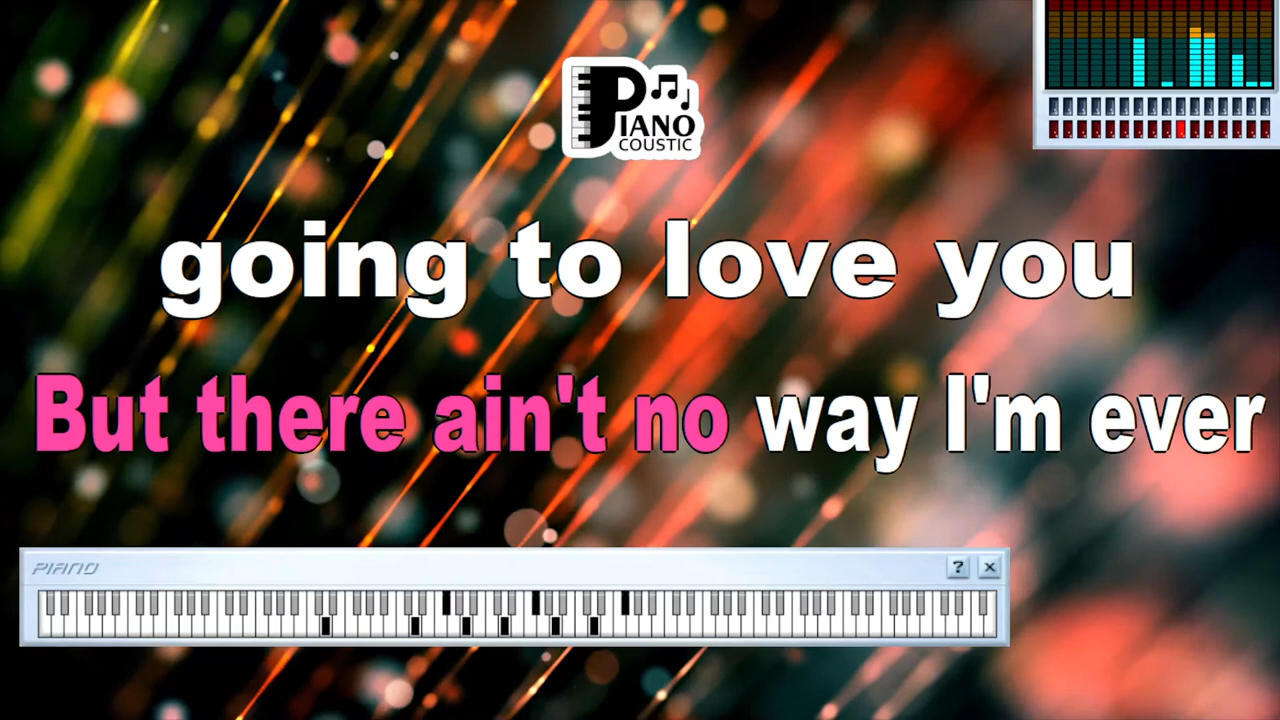 PIANO
COUSTIC
going to love you
But there ain't no way I'm ever
PIANO
?